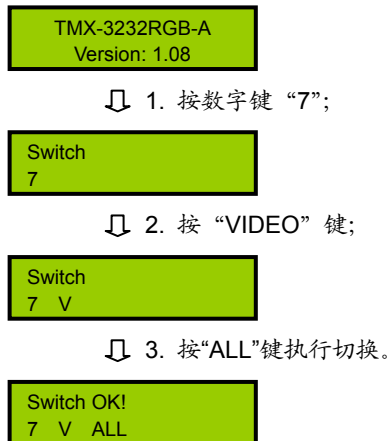 TMX-3232RGB-A
Version: 1.08
1. 按数字键“7”;
Switch
7
2. 按“VIDEO”键;
Switch
7 V
3. 按“ALL”键执行切换。
Switch OK!
7 V ALL